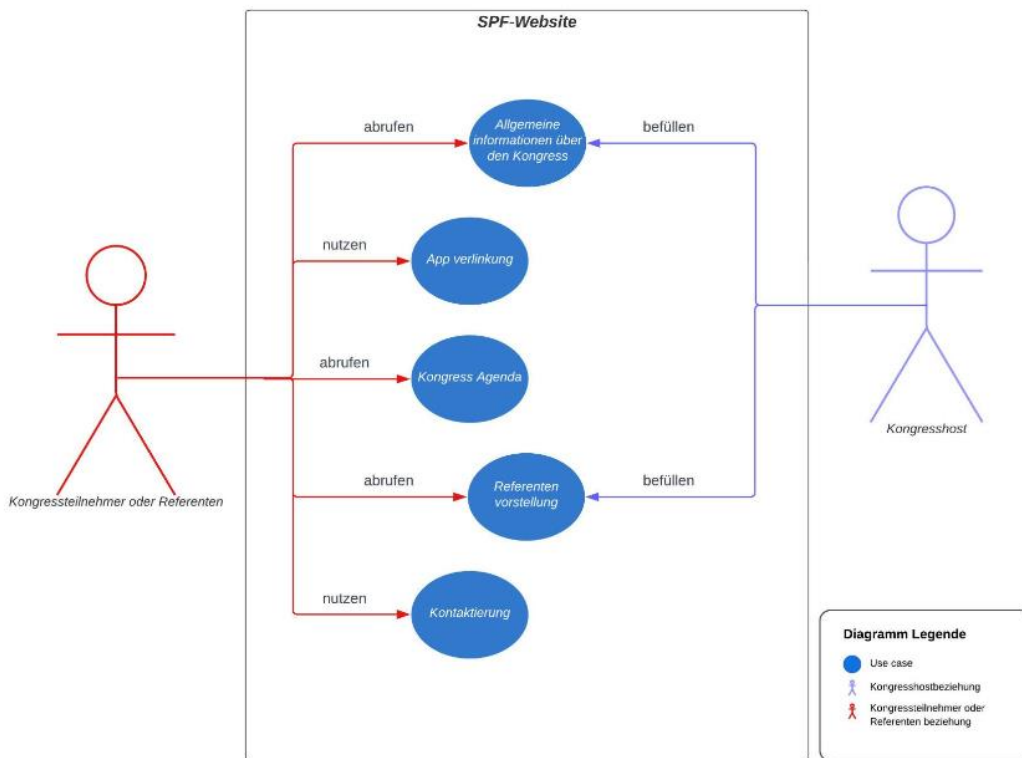 SPF-Website
abrufen
Allgemeine
informationen über
den Kongress
befüllen
nutzen
App verlinkung
abrufen
Kongress Agenda
Kongresshost
abrufen
Referenten
vorstellung
befüllen
Kongressteilnehmer oder Referenten
nutzen
Kontaktierung
Diagramm Legende
Use case
Kongresshostbeziehung
Kongressteilnehmer oder
Referenten beziehung